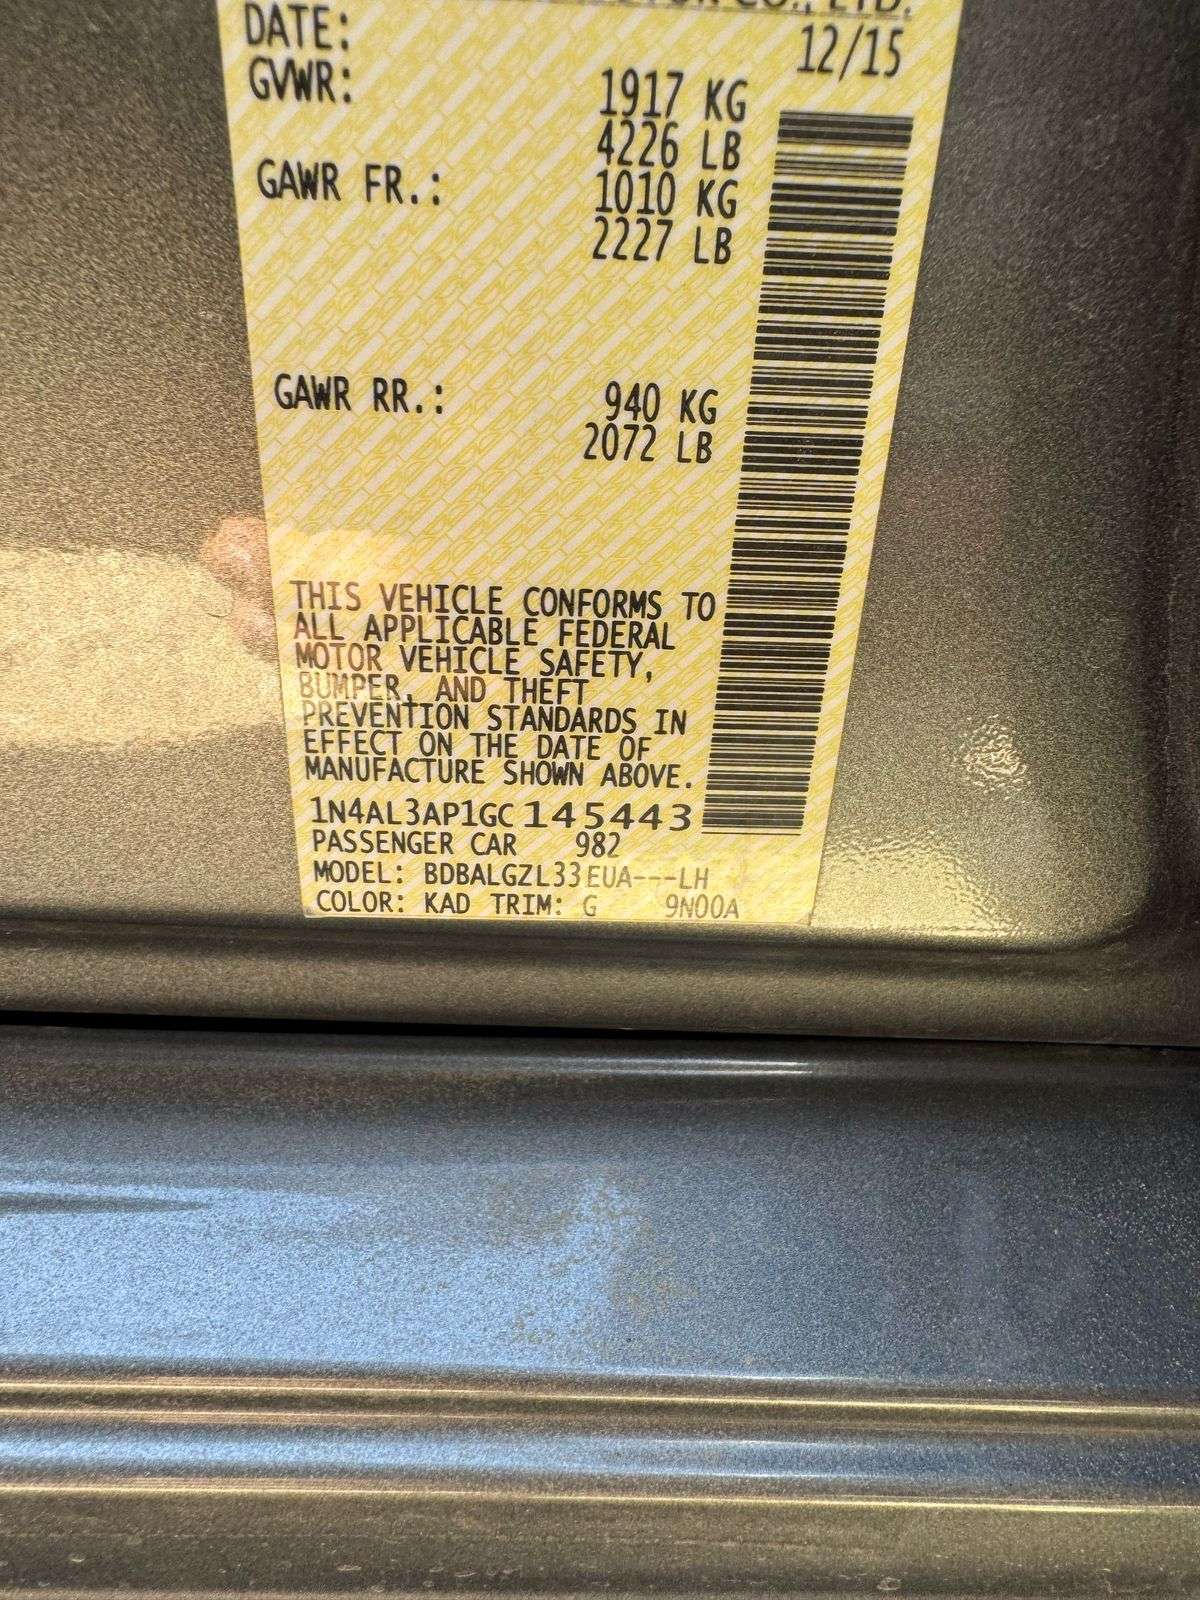 CO., LTD.
DATE: 12/15
GVWR: 1917 KG
4226 LB
GAWR FR.: 1010 KG
2227 LB
GAWR RR.: 940 KG
2072 LB
THIS VEHICLE CONFORMS TO
ALL APPLICABLE FEDERAL
MOTOR VEHICLE SAFETY,
BUMPER, AND THEFT
PREVENTION STANDARDS IN
EFFECT ON THE DATE OF
MANUFACTURE SHOWN ABOVE.
1N4AL3AP1GC145443
PASSENGER CAR 982
MODEL: BDBALGZL33EUA---LH
COLOR: KAD TRIM: G 9N00A